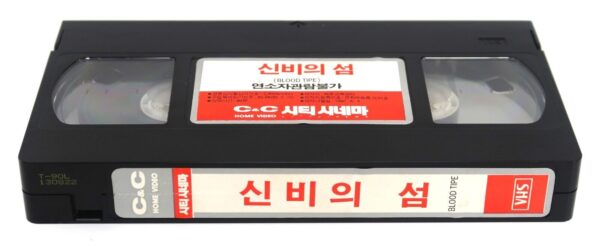 신비의 섬
(BLOOD TIPE)
연소자관람불가
C&C 시티 시네마
HOME VIDEO
T-90L
130922
C&C
HOME VIDEO
시티 시네마
신비의 섬
BLOOD TIPE
VHS